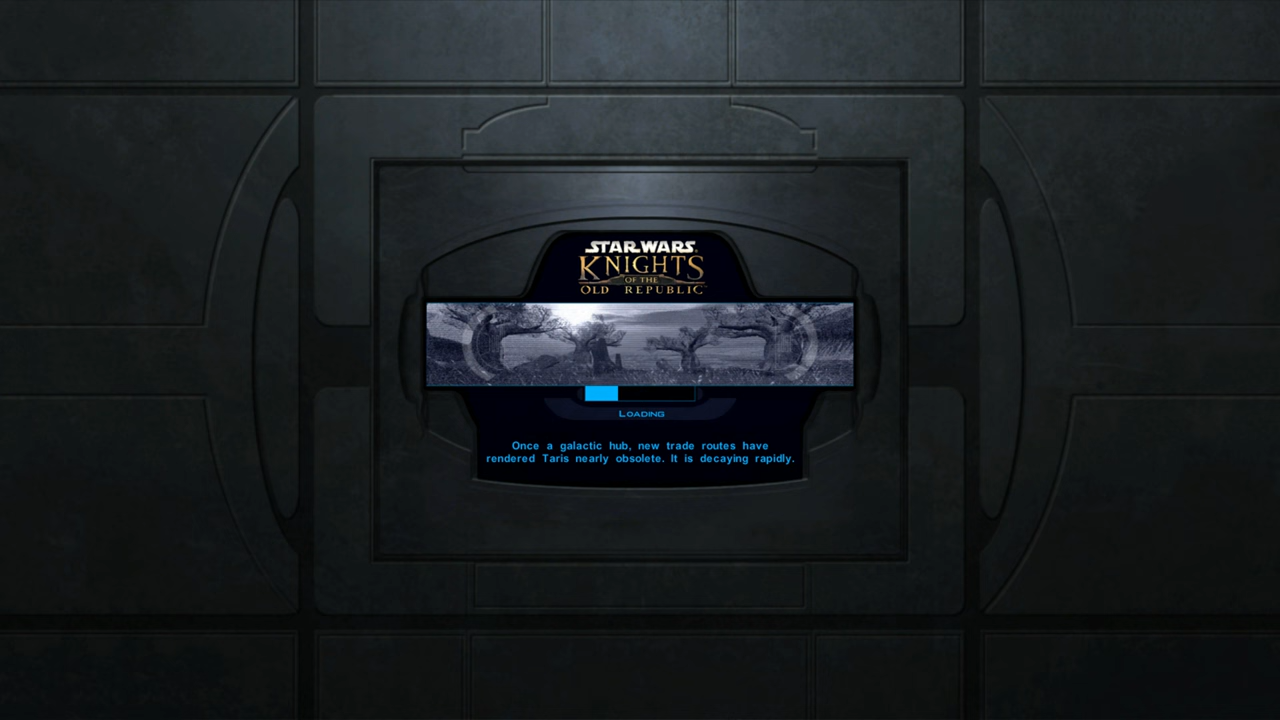 STAR WARS
KNIGHTS
OF THE
OLD REPUBLIC
LOADING
Once a galactic hub, new trade routes have
rendered Taris nearly obsolete. It is decaying rapidly.